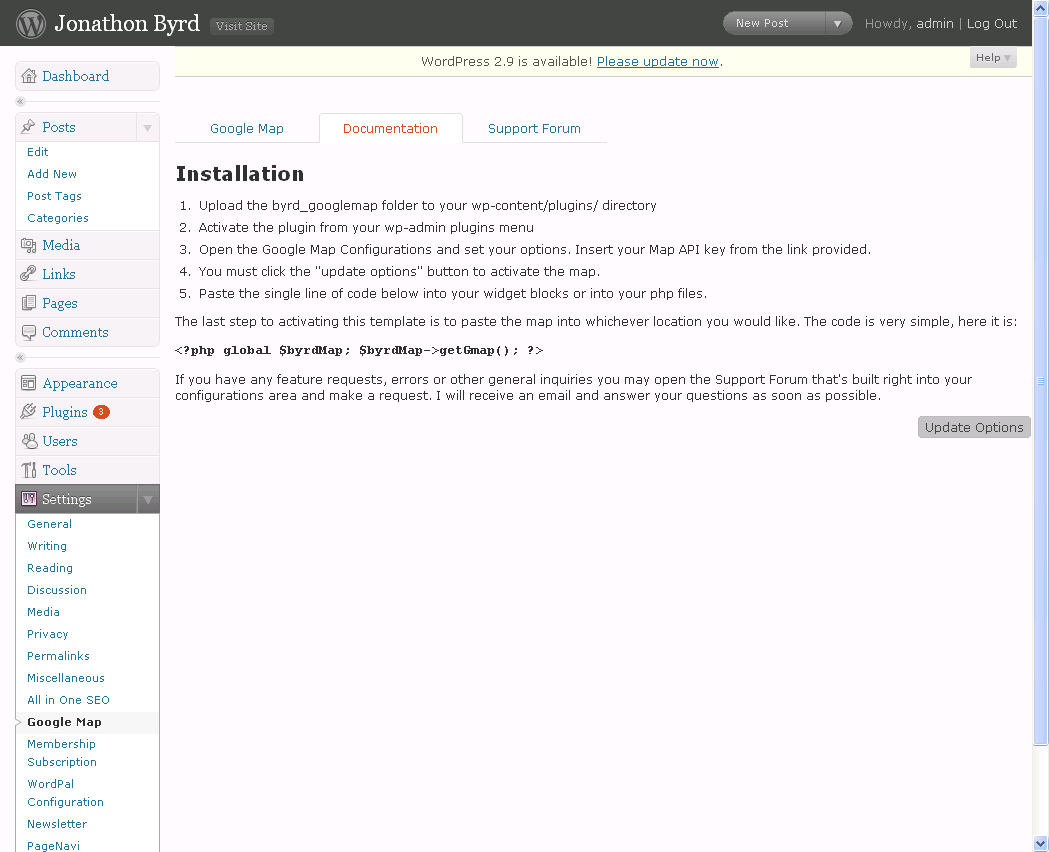 Jonathon Byrd Visit Site New Post Howdy, admin | Log Out
WordPress 2.9 is available! Please update now.
Help
Dashboard
Posts
Edit
Add New
Post Tags
Categories
Media
Links
Pages
Comments
Appearance
Plugins 3
Users
Tools
Settings
General
Writing
Reading
Discussion
Media
Privacy
Permalinks
Miscellaneous
All in One SEO
Google Map
Membership
Subscription
WordPal
Configuration
Newsletter
PageNavi
Google Map Documentation Support Forum
Installation
1. Upload the byrd_googlemap folder to your wp-content/plugins/ directory
2. Activate the plugin from your wp-admin plugins menu
3. Open the Google Map Configurations and set your options. Insert your Map API key from the link provided.
4. You must click the "update options" button to activate the map.
5. Paste the single line of code below into your widget blocks or into your php files.
The last step to activating this template is to paste the map into whichever location you would like. The code is very simple, here it is:
<?php global $byrdMap; $byrdMap->getGmap(); ?>
If you have any feature requests, errors or other general inquiries you may open the Support Forum that's built right into your
configurations area and make a request. I will receive an email and answer your questions as soon as possible.
Update Options